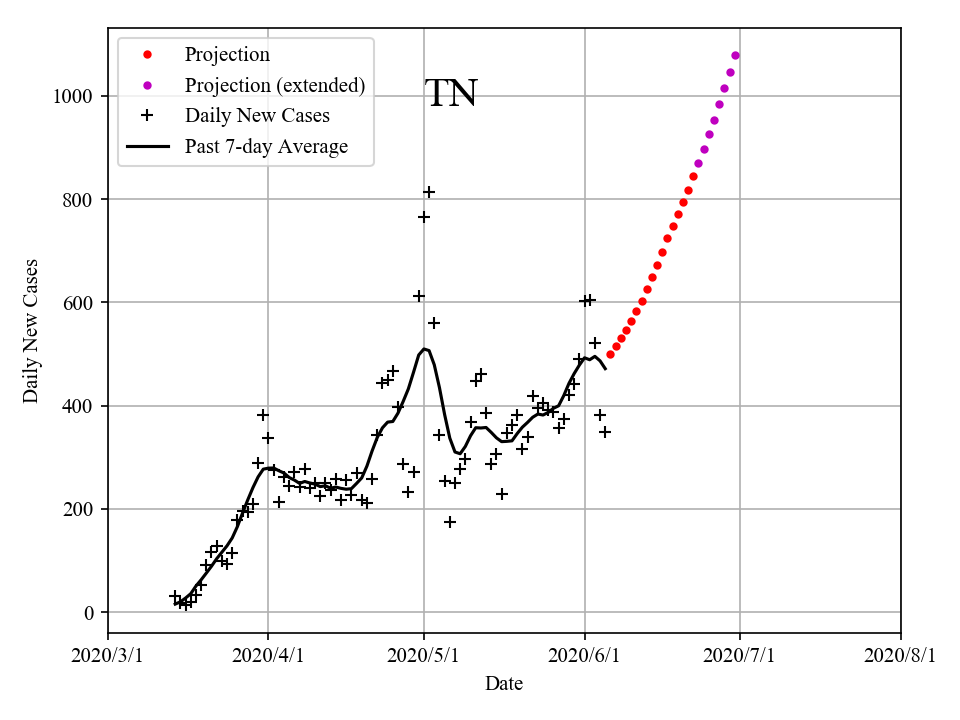 Projection
Projection (extended)
Daily New Cases
Past 7-day Average
TN
1000
800
600
400
200
0
Daily New Cases
2020/3/1 2020/4/1 2020/5/1 2020/6/1 2020/7/1 2020/8/1
Date